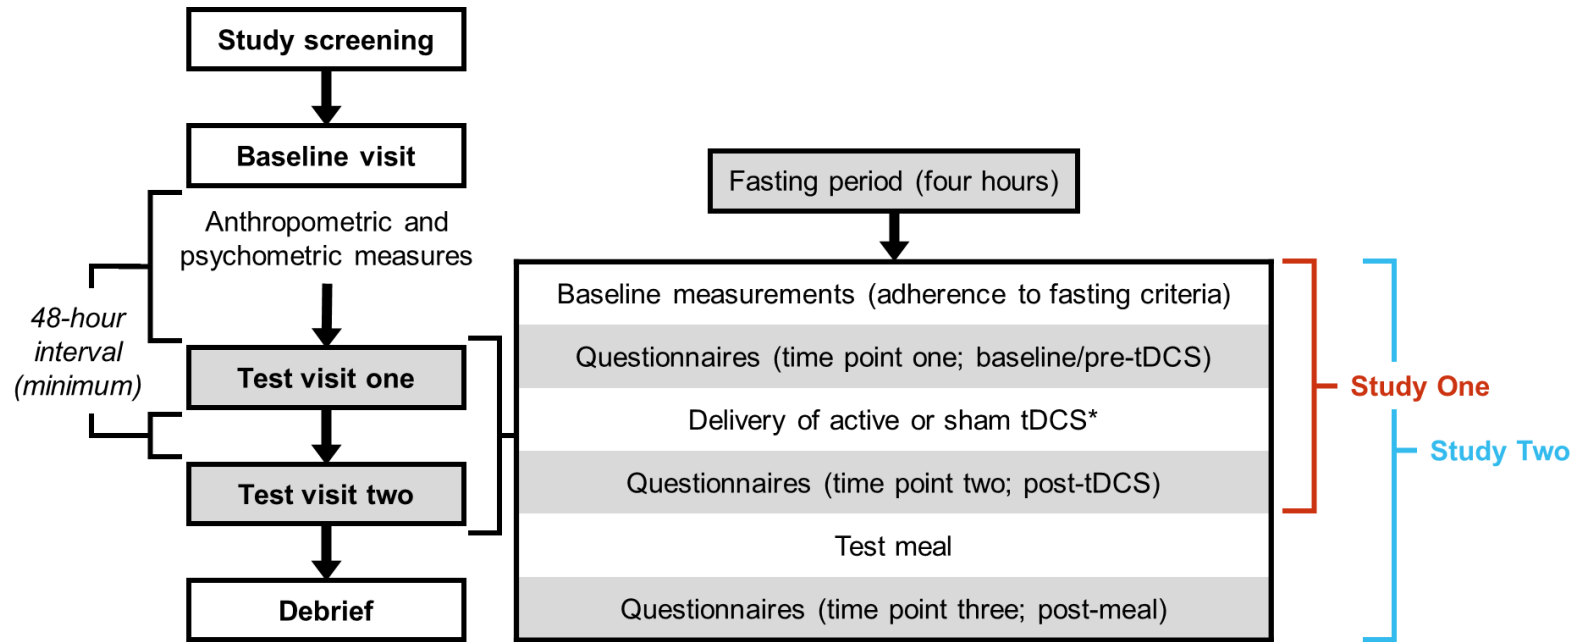 Study screening
Baseline visit
Anthropometric and
psychometric measures
48-hour
interval
(minimum)
Test visit one
Test visit two
Debrief
Fasting period (four hours)
Baseline measurements (adherence to fasting criteria)
Questionnaires (time point one; baseline/pre-tDCS)
Delivery of active or sham tDCS*
Questionnaires (time point two; post-tDCS)
Test meal
Questionnaires (time point three; post-meal)
Study One
Study Two